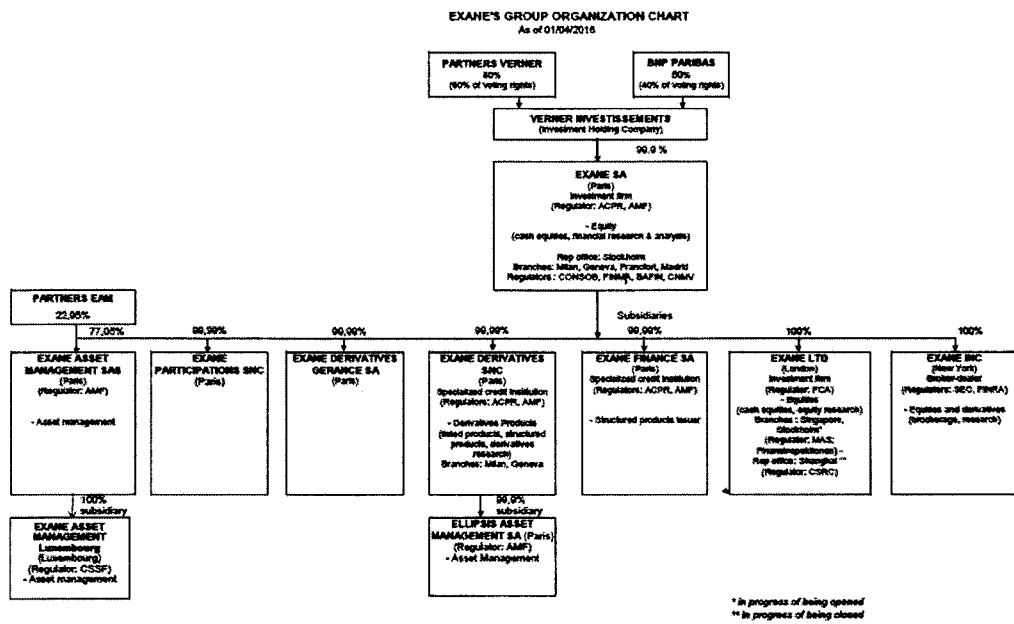 EXANE'S GROUP ORGANIZATION CHART
As of 01/04/2016
PARTNERS VERNER
(60% of voting rights)
BNP PARIBAS
(40% of voting rights)
VERNER INVESTISSEMENTS
(Investment Holding Company)
99.9 %
EXANE SA
(Paris)
Investment firm
(Regulator: ACPR, AMF)
- Equity
(cash equities, financial research & analysis)
Rep office: Stockholm
Branches: Milan, Geneva, Francfort, Madrid
Regulators : CONSOB, FINMA, BAFIN, CNMV
Subsidiaries
PARTNERS EAM
22,95%
77,05%
EXANE ASSET
MANAGEMENT SAS
(Paris)
(Regulator: AMF)
- Asset management
100%
subsidiary
EXANE ASSET
MANAGEMENT
Luxembourg
(Luxembourg)
(Regulator: CSSF)
- Asset management
99,99%
EXANE
PARTICIPATIONS SNC
(Paris)
99,99%
EXANE DERIVATIVES
GERANCE SA
(Paris)
99,99%
EXANE DERIVATIVES
SNC
(Paris)
Specialized credit institution
(Regulators: ACPR, AMF)
- Derivatives Products
(listed products, structured
products, derivatives
research)
Branches: Milan, Geneva
99,9%
subsidiary
ELLIPSIS ASSET
MANAGEMENT SA (Paris)
(Regulator: AMF)
- Asset Management
99,99%
EXANE FINANCE SA
(Paris)
Specialized credit institution
(Regulators: ACPR, AMF)
- Structured products issuer
100%
EXANE LTD
(London)
Investment firm
(Regulator: FCA)
- Equities
(cash equities, equity research)
Branches : Singapore,
Stockholm*
(Regulator: MAS;
Finansinspektionen) -
Rep office: Shanghai **
(Regulator: CSRC)
100%
EXANE INC
(New York)
Broker-dealer
(Regulators: SEC, FINRA)
- Equities and derivatives
(brokerage, research)
* In progress of being opened
** In progress of being closed